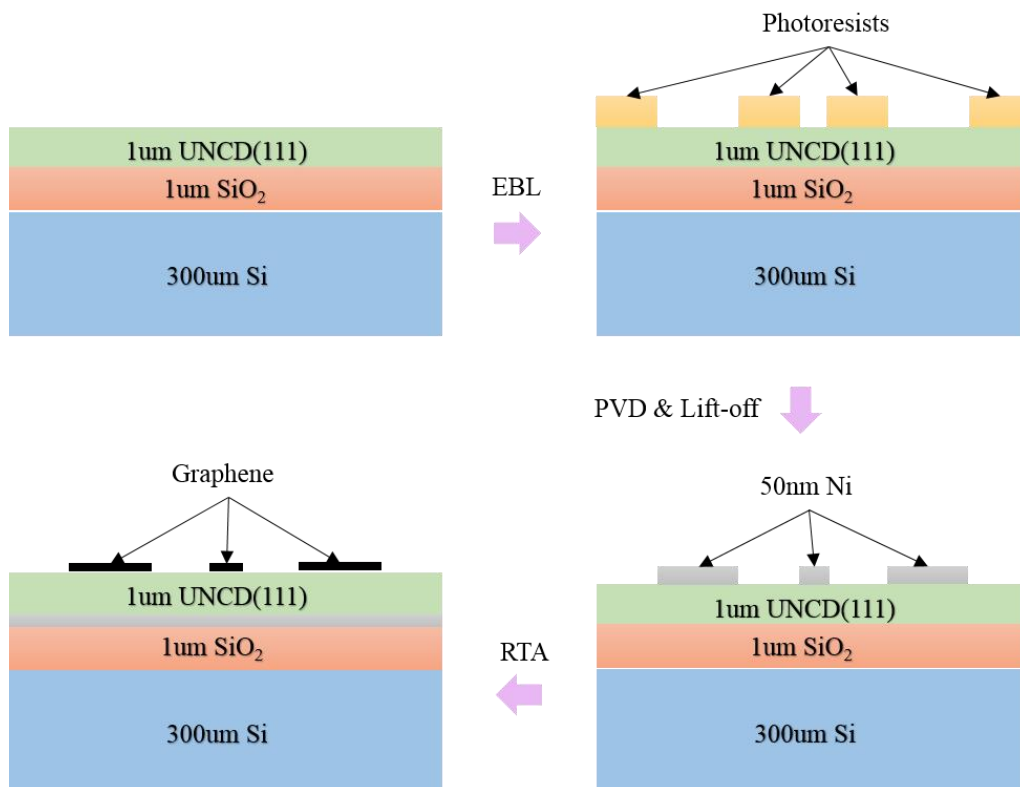 Photoresists
1um UNCD(111)
1um SiO₂
300um Si
EBL
1um UNCD(111)
1um SiO₂
300um Si
PVD & Lift-off
Graphene
1um UNCD(111)
1um SiO₂
300um Si
RTA
50nm Ni
1um UNCD(111)
1um SiO₂
300um Si